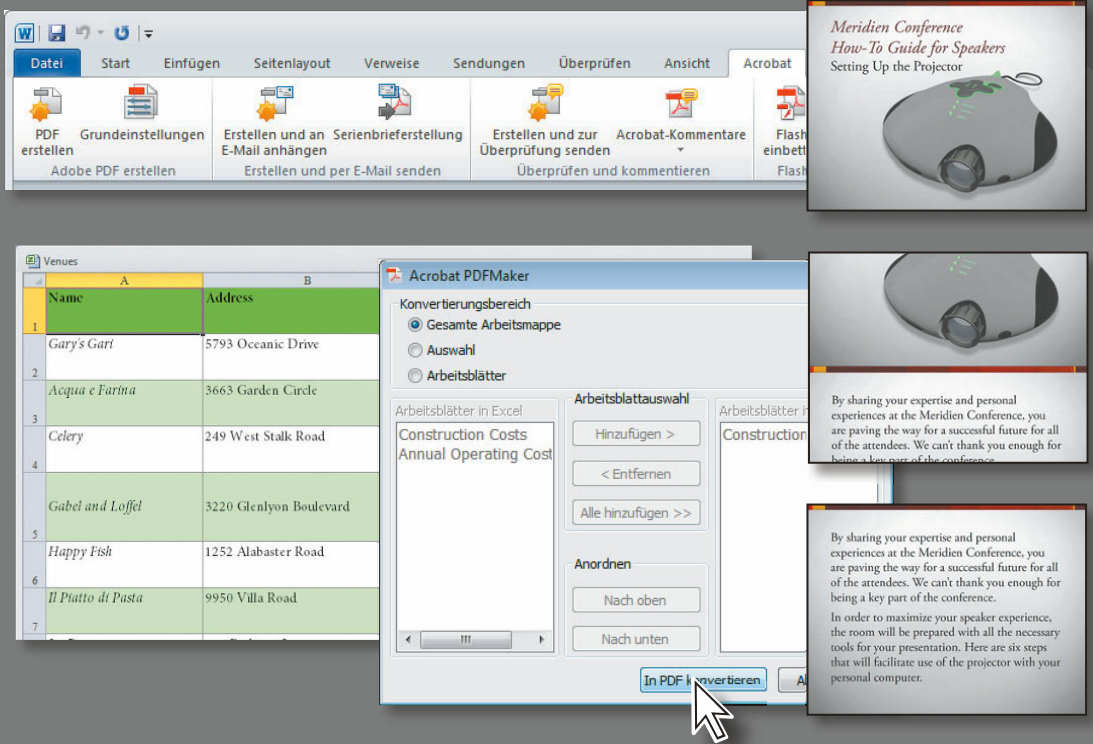 W
Datei Start Einfügen Seitenlayout Verweise Sendungen Überprüfen Ansicht Acrobat
PDF erstellen
Grundeinstellungen
Erstellen und an E-Mail anhängen
Serienbrieferstellung
Erstellen und zur Überprüfung senden
Acrobat-Kommentare
Flash
Adobe PDF erstellen
Erstellen und per E-Mail senden
Überprüfen und kommentieren
Flash
Meridien Conference
How-To Guide for Speakers
Setting Up the Projector
Venues
A B
1 Name Address
2 Gary's Gari 5793 Oceanic Drive
3 Acqua e Farina 3663 Garden Circle
4 Celery 249 West Stalk Road
5 Gabel and Loffel 3220 Glenlyon Boulevard
6 Happy Fish 1252 Alabaster Road
7 Il Piatto di Pasta 9950 Villa Road
Acrobat PDFMaker
Konvertierungsbereich
Gesamte Arbeitsmappe
Auswahl
Arbeitsblätter
Arbeitsblätter in Excel
Construction Costs
Annual Operating Cost
Arbeitsblattauswahl
Hinzufügen >
< Entfernen
Alle hinzufügen >>
Anordnen
Nach oben
Nach unten
Arbeitsblätter
Construction
In PDF konvertieren
By sharing your expertise and personal
experiences at the Meridien Conference, you
are paving the way for a successful future for all
of the attendees. We can't thank you enough for
being a key part of the conference.
By sharing your expertise and personal
experiences at the Meridien Conference, you
are paving the way for a successful future for all
of the attendees. We can't thank you enough for
being a key part of the conference.
In order to maximize your speaker experience,
the room will be prepared with all the necessary
tools for your presentation. Here are six steps
that will facilitate use of the projector with your
personal computer.